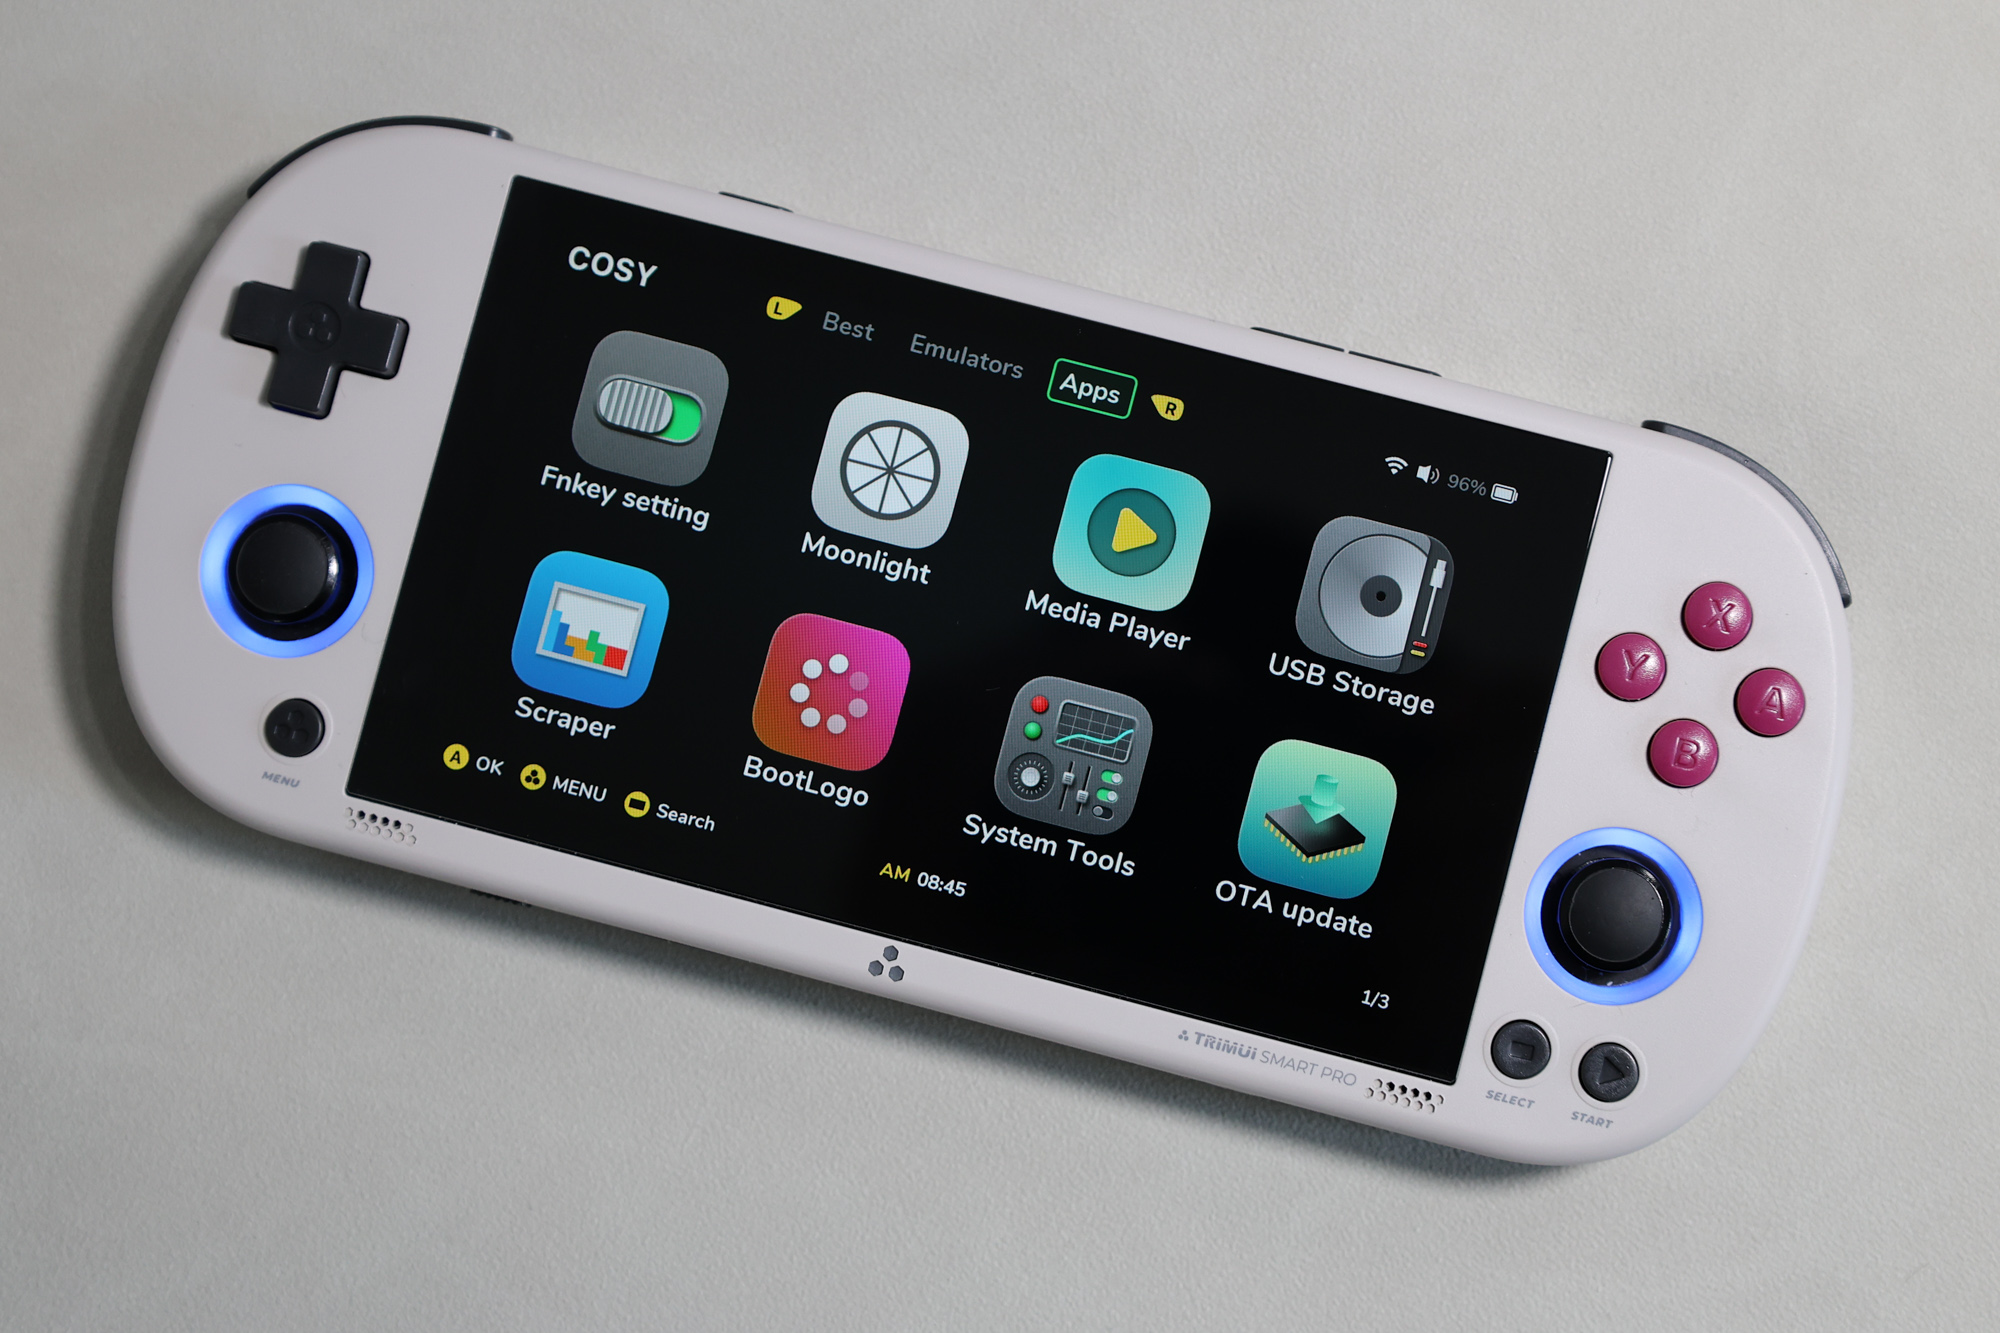 COSY
L Best Emulators Apps R
96%
Fnkey setting
Moonlight
Media Player
USB Storage
Scraper
BootLogo
System Tools
OTA update
A OK MENU Search
AM 08:45
1/3
X
Y
A
B
MENU
TRIMUI SMART PRO
SELECT
START